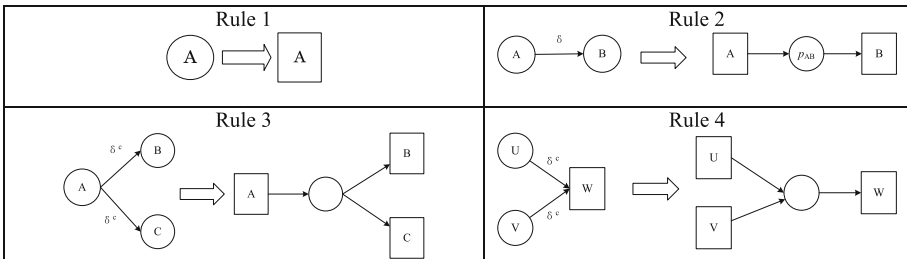 Rule 1
A A
Rule 2
A δ B A pAB B
Rule 3
A δ c B δ c C A B C
Rule 4
U δ c V δ c W U V W